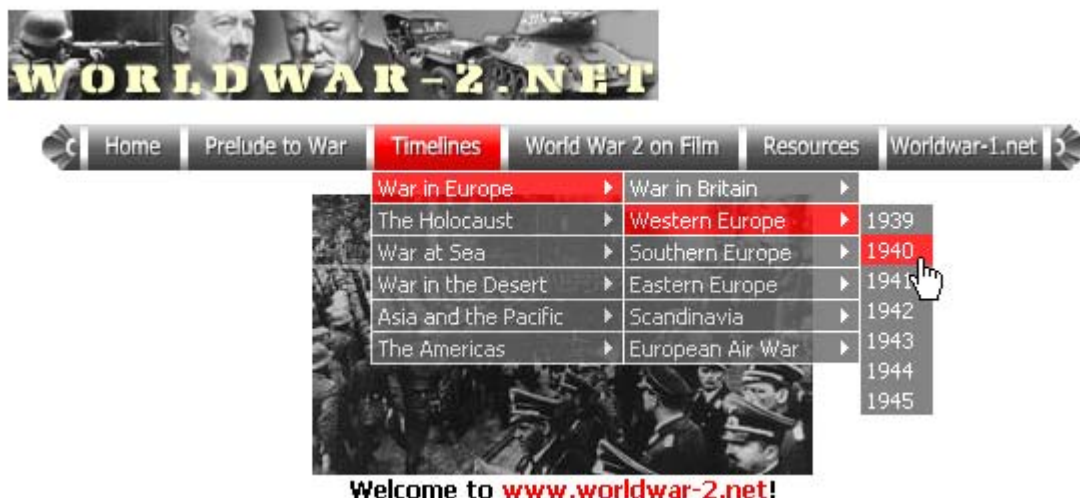 WORLDWAR-2.NET
Home Prelude to War Timelines World War 2 on Film Resources Worldwar-1.net
War in Europe
The Holocaust
War at Sea
War in the Desert
Asia and the Pacific
The Americas
War in Britain
Western Europe
Southern Europe
Eastern Europe
Scandinavia
European Air War
1939
1940
1941
1942
1943
1944
1945
Welcome to www.worldwar-2.net!